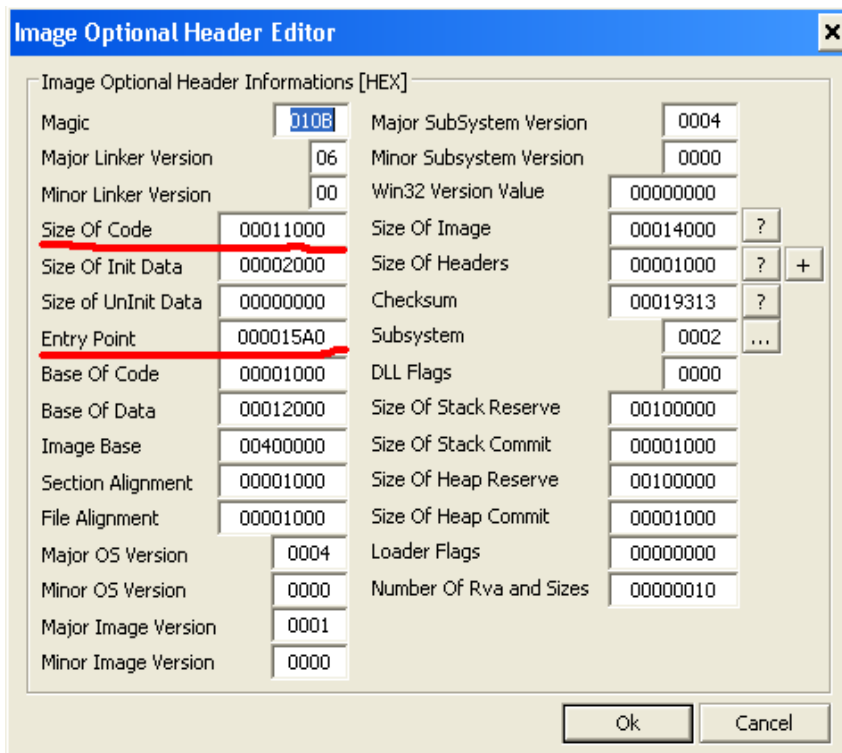 Image Optional Header Editor
Image Optional Header Informations [HEX]
Magic 010B
Major Linker Version 06
Minor Linker Version 00
Size Of Code 00011000
Size Of Init Data 00002000
Size of UnInit Data 00000000
Entry Point 000015A0
Base Of Code 00001000
Base Of Data 00012000
Image Base 00400000
Section Alignment 00001000
File Alignment 00001000
Major OS Version 0004
Minor OS Version 0000
Major Image Version 0001
Minor Image Version 0000
Major SubSystem Version 0004
Minor Subsystem Version 0000
Win32 Version Value 00000000
Size Of Image 00014000 ?
Size Of Headers 00001000 ? +
Checksum 00019313 ?
Subsystem 0002 ...
DLL Flags 0000
Size Of Stack Reserve 00100000
Size Of Stack Commit 00001000
Size Of Heap Reserve 00100000
Size Of Heap Commit 00001000
Loader Flags 00000000
Number Of Rva and Sizes 00000010
Ok Cancel